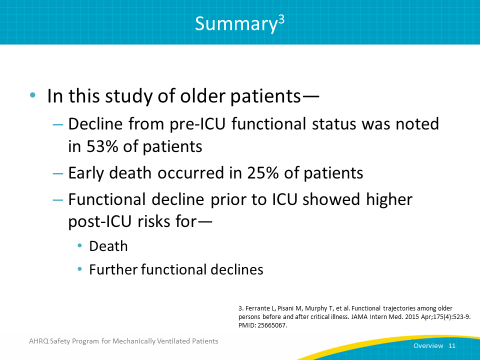 Summary3
• In this study of older patients—
– Decline from pre-ICU functional status was noted
in 53% of patients
– Early death occurred in 25% of patients
– Functional decline prior to ICU showed higher
post-ICU risks for—
• Death
• Further functional declines
3. Ferrante L, Pisani M, Murphy T, et al. Functional trajectories among older
persons before and after critical illness. JAMA Intern Med. 2015 Apr;175(4):523-9.
PMID: 25665067.
AHRQ Safety Program for Mechanically Ventilated Patients
Overview 11